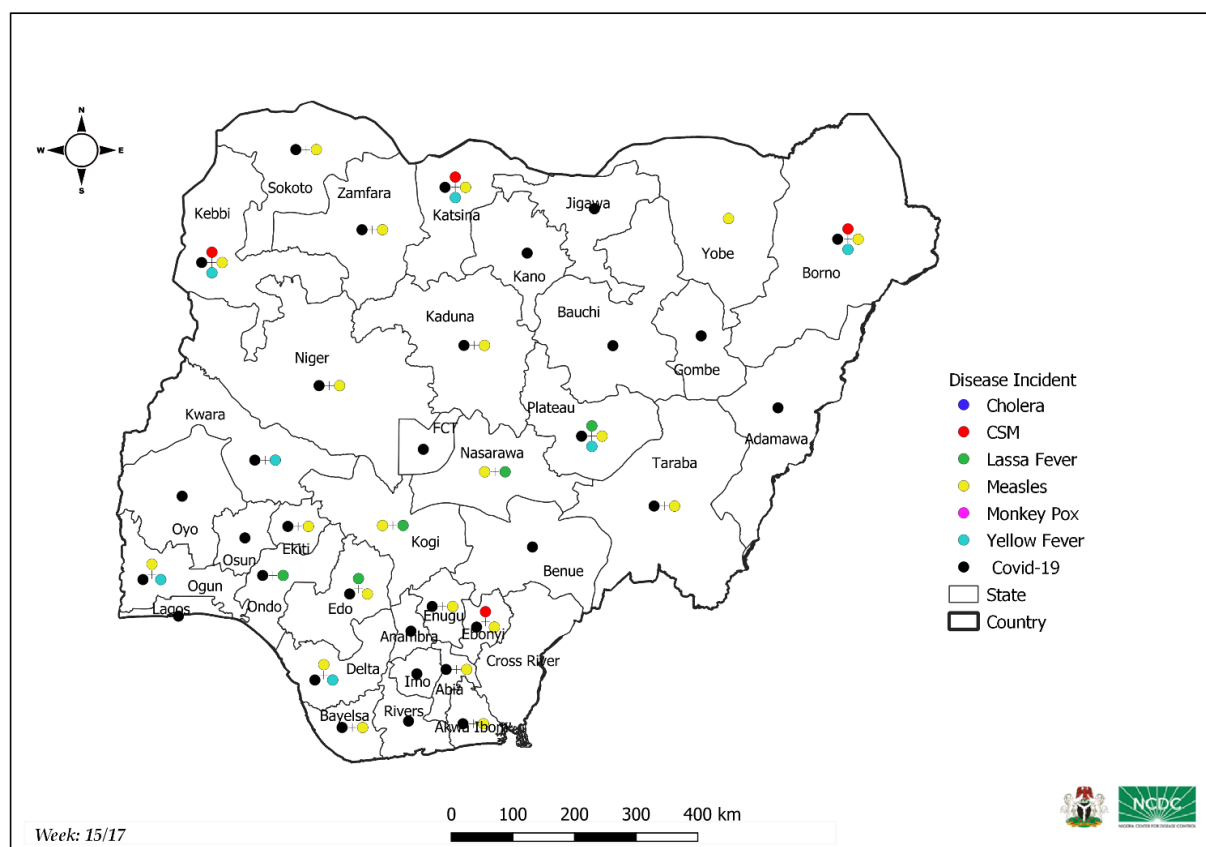 N
W E
S
Sokoto
Zamfara
Kebbi
Katsina
Jigawa
Kano
Yobe
Borno
Kaduna
Bauchi
Gombe
Niger
Plateau
Kwara
FCT
Nasarawa
Adamawa
Taraba
Oyo
Osun
Ekiti
Kogi
Benue
Ogun
Lagos
Ondo
Edo
Enugu
Ebonyi
Anambra
Cross River
Delta
Imo
Abia
Bayelsa
Rivers
Akwa Ibom
Disease Incident
Cholera
CSM
Lassa Fever
Measles
Monkey Pox
Yellow Fever
Covid-19
State
Country
0 100 200 300 400 km
Week: 15/17
NCDC
NIGERIA CENTER FOR DISEASE CONTROL